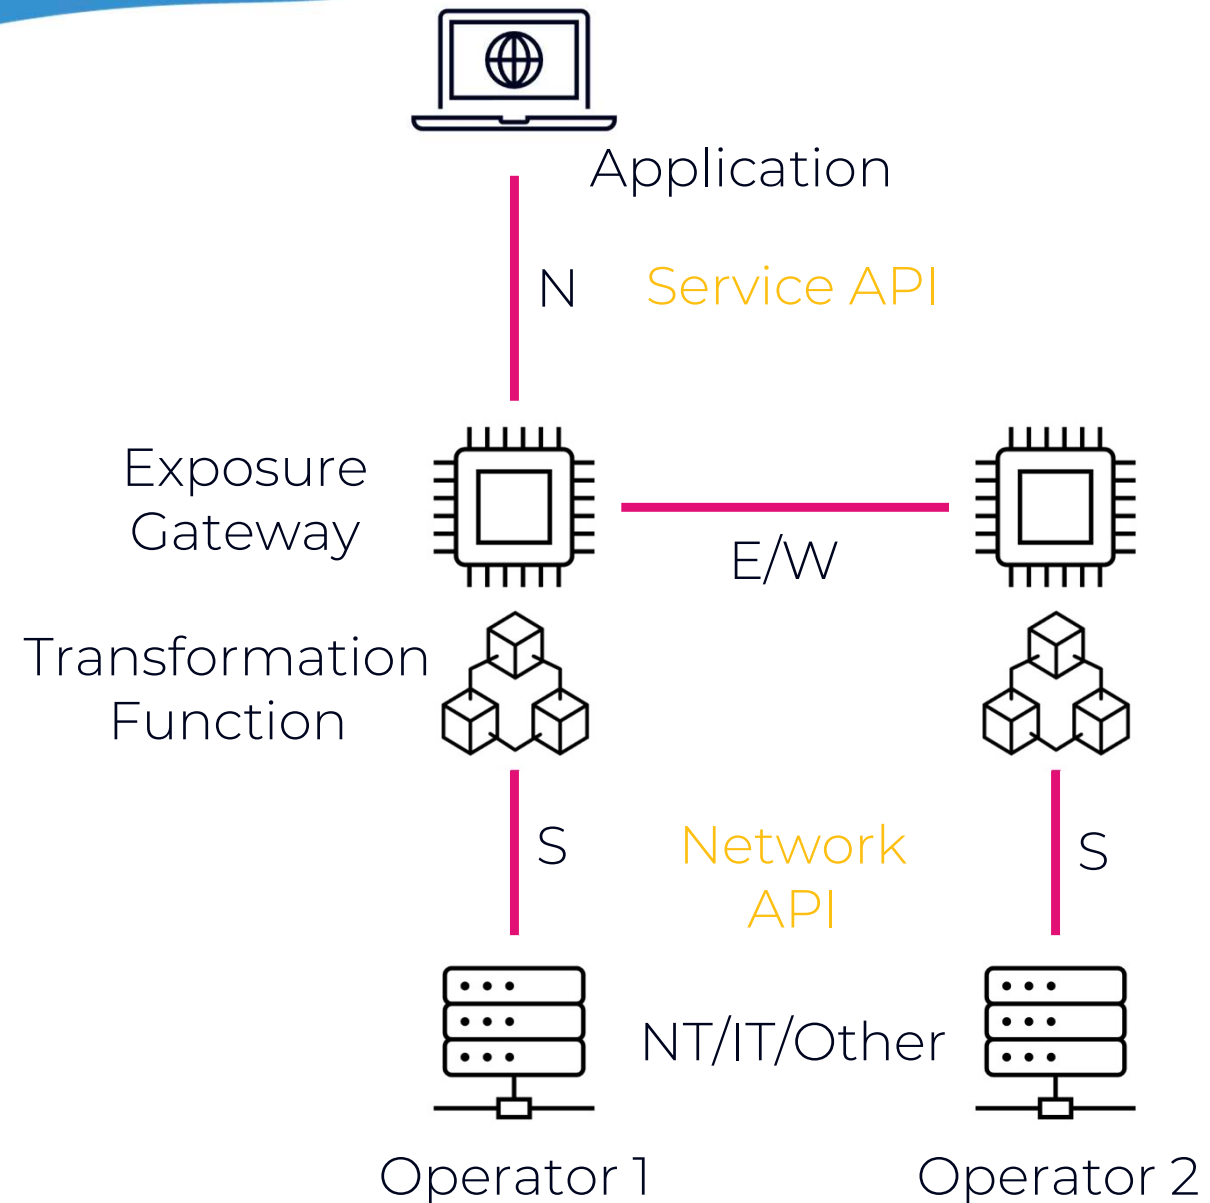 Application
N
Service API
Exposure
Gateway
E/W
Transformation
Function
S
Network
API
S
NT/IT/Other
Operator 1
Operator 2